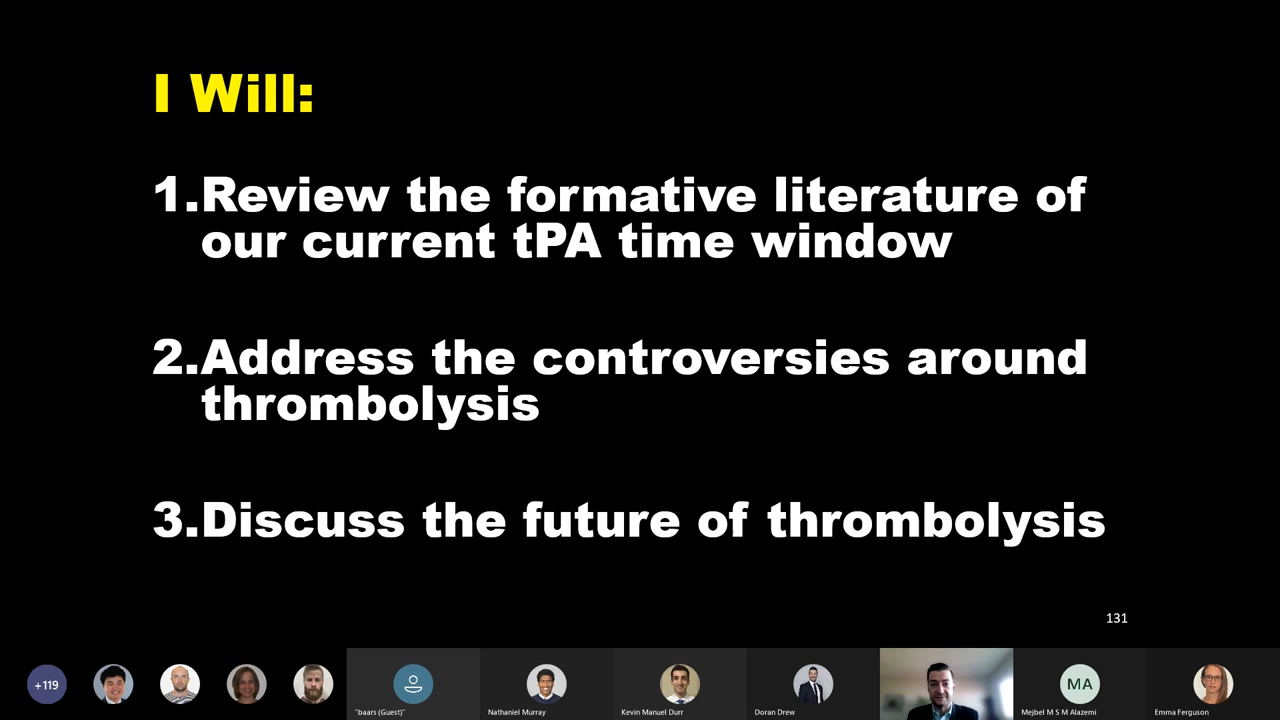 I Will:
1.Review the formative literature of
our current tPA time window
2.Address the controversies around
thrombolysis
3.Discuss the future of thrombolysis
131
+119
"baars (Guest)"
Nathaniel Murray
Kevin Manuel Durr
Doran Drew
MA
Mejbel M S M Alazemi
Emma Ferguson